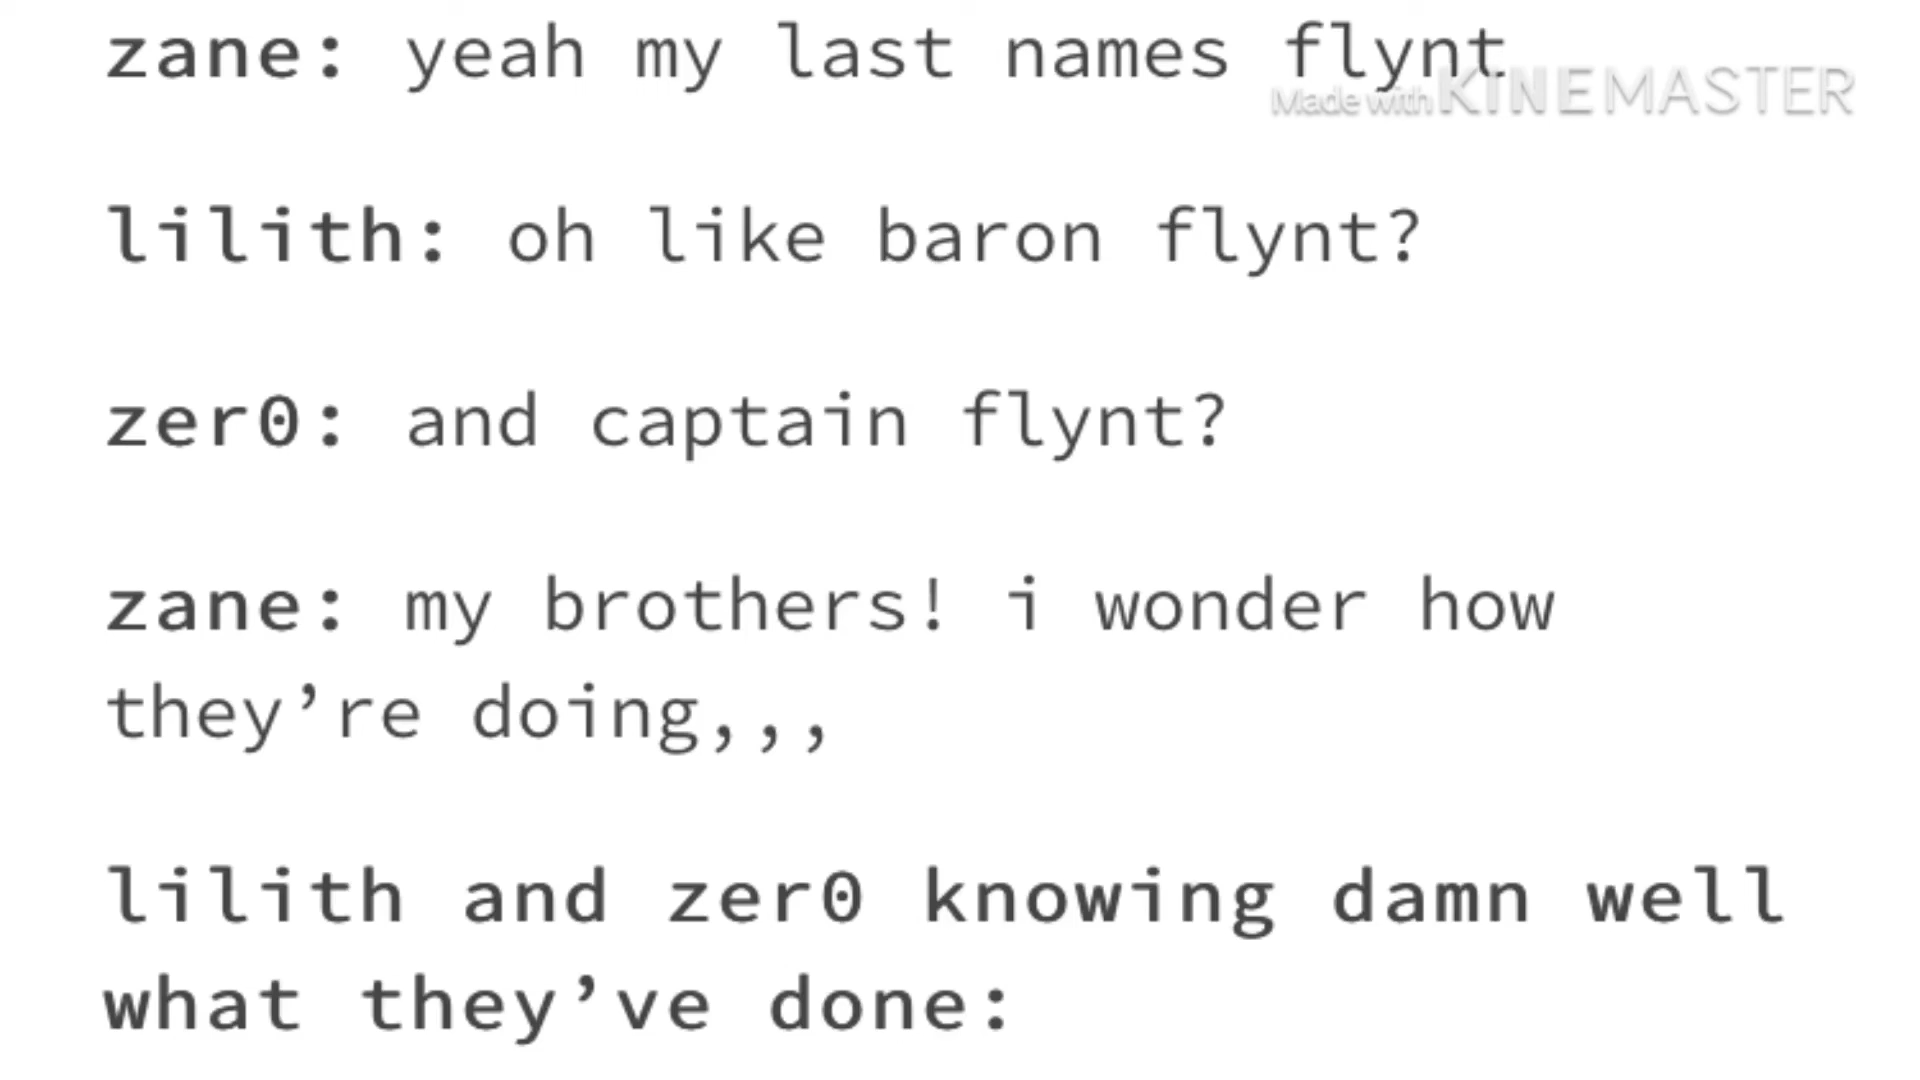 zane: yeah my last names flynt
Made with KINEMASTER
lilith: oh like baron flynt?
zer0: and captain flynt?
zane: my brothers! i wonder how
they’re doing,,,
lilith and zer0 knowing damn well
what they’ve done: